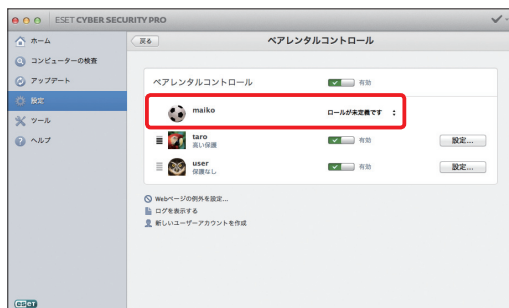 ESET CYBER SECURITY PRO
ホーム
コンピューターの検査
アップデート
設定
ツール
ヘルプ
戻る
ペアレンタルコントロール
ペアレンタルコントロール
有効
maiko
ロールが未定義です
taro
高い保護
有効
設定...
user
保護なし
有効
設定...
Webページの例外を設定...
ログを表示する
新しいユーザーアカウントを作成
eset